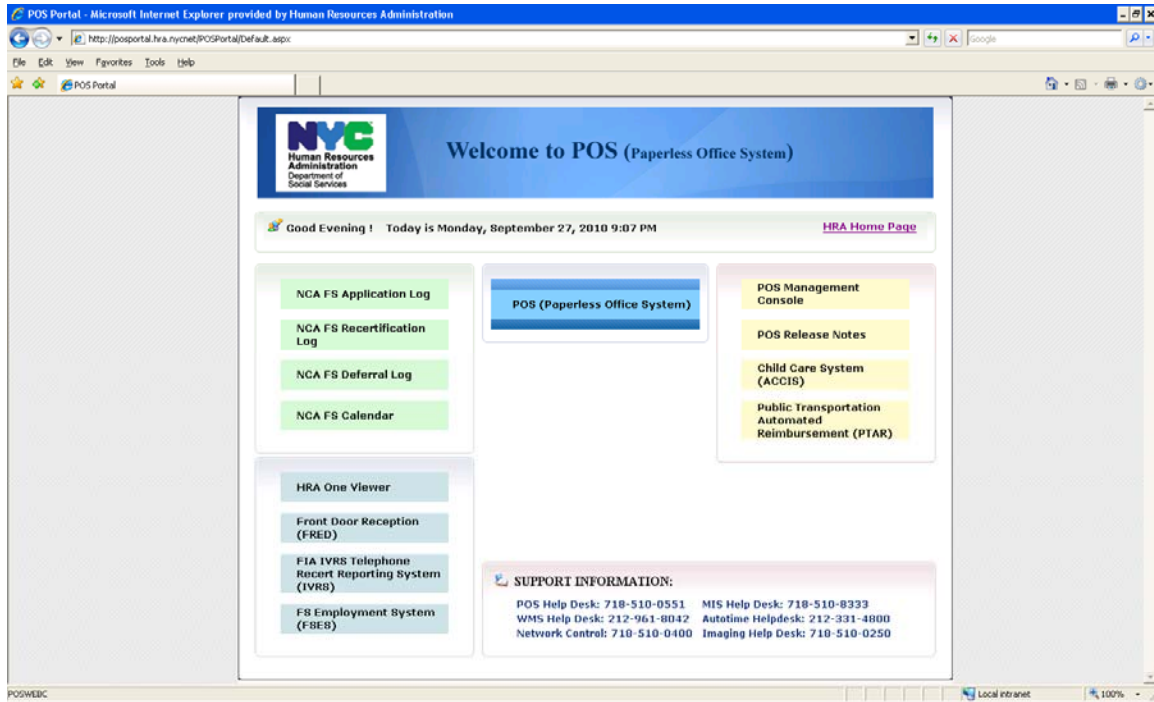 POS Portal - Microsoft Internet Explorer provided by Human Resources Administration
http://posportal.hra.nycnet/POSPortal/Default.aspx
Google
File Edit View Favorites Tools Help
POS Portal
NYC
Human Resources
Administration
Department of
Social Services
Welcome to POS (Paperless Office System)
Good Evening ! Today is Monday, September 27, 2010 9:07 PM
HRA Home Page
NCA FS Application Log
NCA FS Recertification
Log
NCA FS Deferral Log
NCA FS Calendar
POS (Paperless Office System)
POS Management
Console
POS Release Notes
Child Care System
(ACCIS)
Public Transportation
Automated
Reimbursement (PTAR)
HRA One Viewer
Front Door Reception
(FRED)
FIA IVRS Telephone
Recert Reporting System
(IVRS)
FS Employment System
(FSES)
SUPPORT INFORMATION:
POS Help Desk: 718-510-0551 MIS Help Desk: 718-510-8333
WMS Help Desk: 212-961-8042 Autotime Helpdesk: 212-331-4800
Network Control: 718-510-0400 Imaging Help Desk: 718-510-0250
POSWEBC
Local intranet
100%